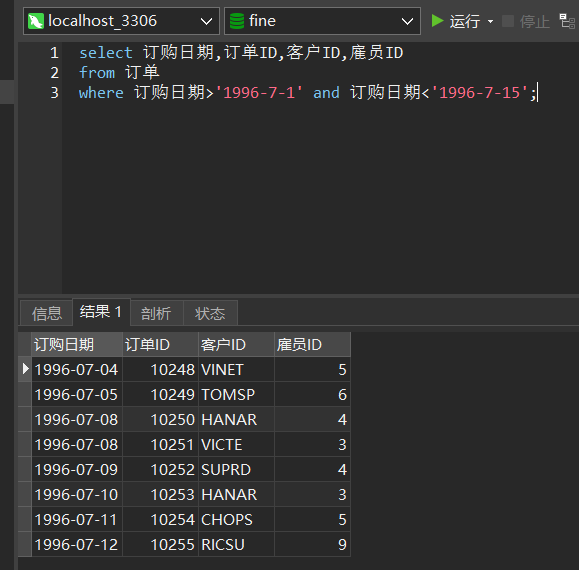 localhost_3306 fine 运行 停止
1 select 订购日期,订单ID,客户ID,雇员ID
2 from 订单
3 where 订购日期>'1996-7-1' and 订购日期<'1996-7-15';
信息 结果 1 剖析 状态
订购日期 订单ID 客户ID 雇员ID
1996-07-04 10248 VINET 5
1996-07-05 10249 TOMSP 6
1996-07-08 10250 HANAR 4
1996-07-08 10251 VICTE 3
1996-07-09 10252 SUPRD 4
1996-07-10 10253 HANAR 3
1996-07-11 10254 CHOPS 5
1996-07-12 10255 RICSU 9